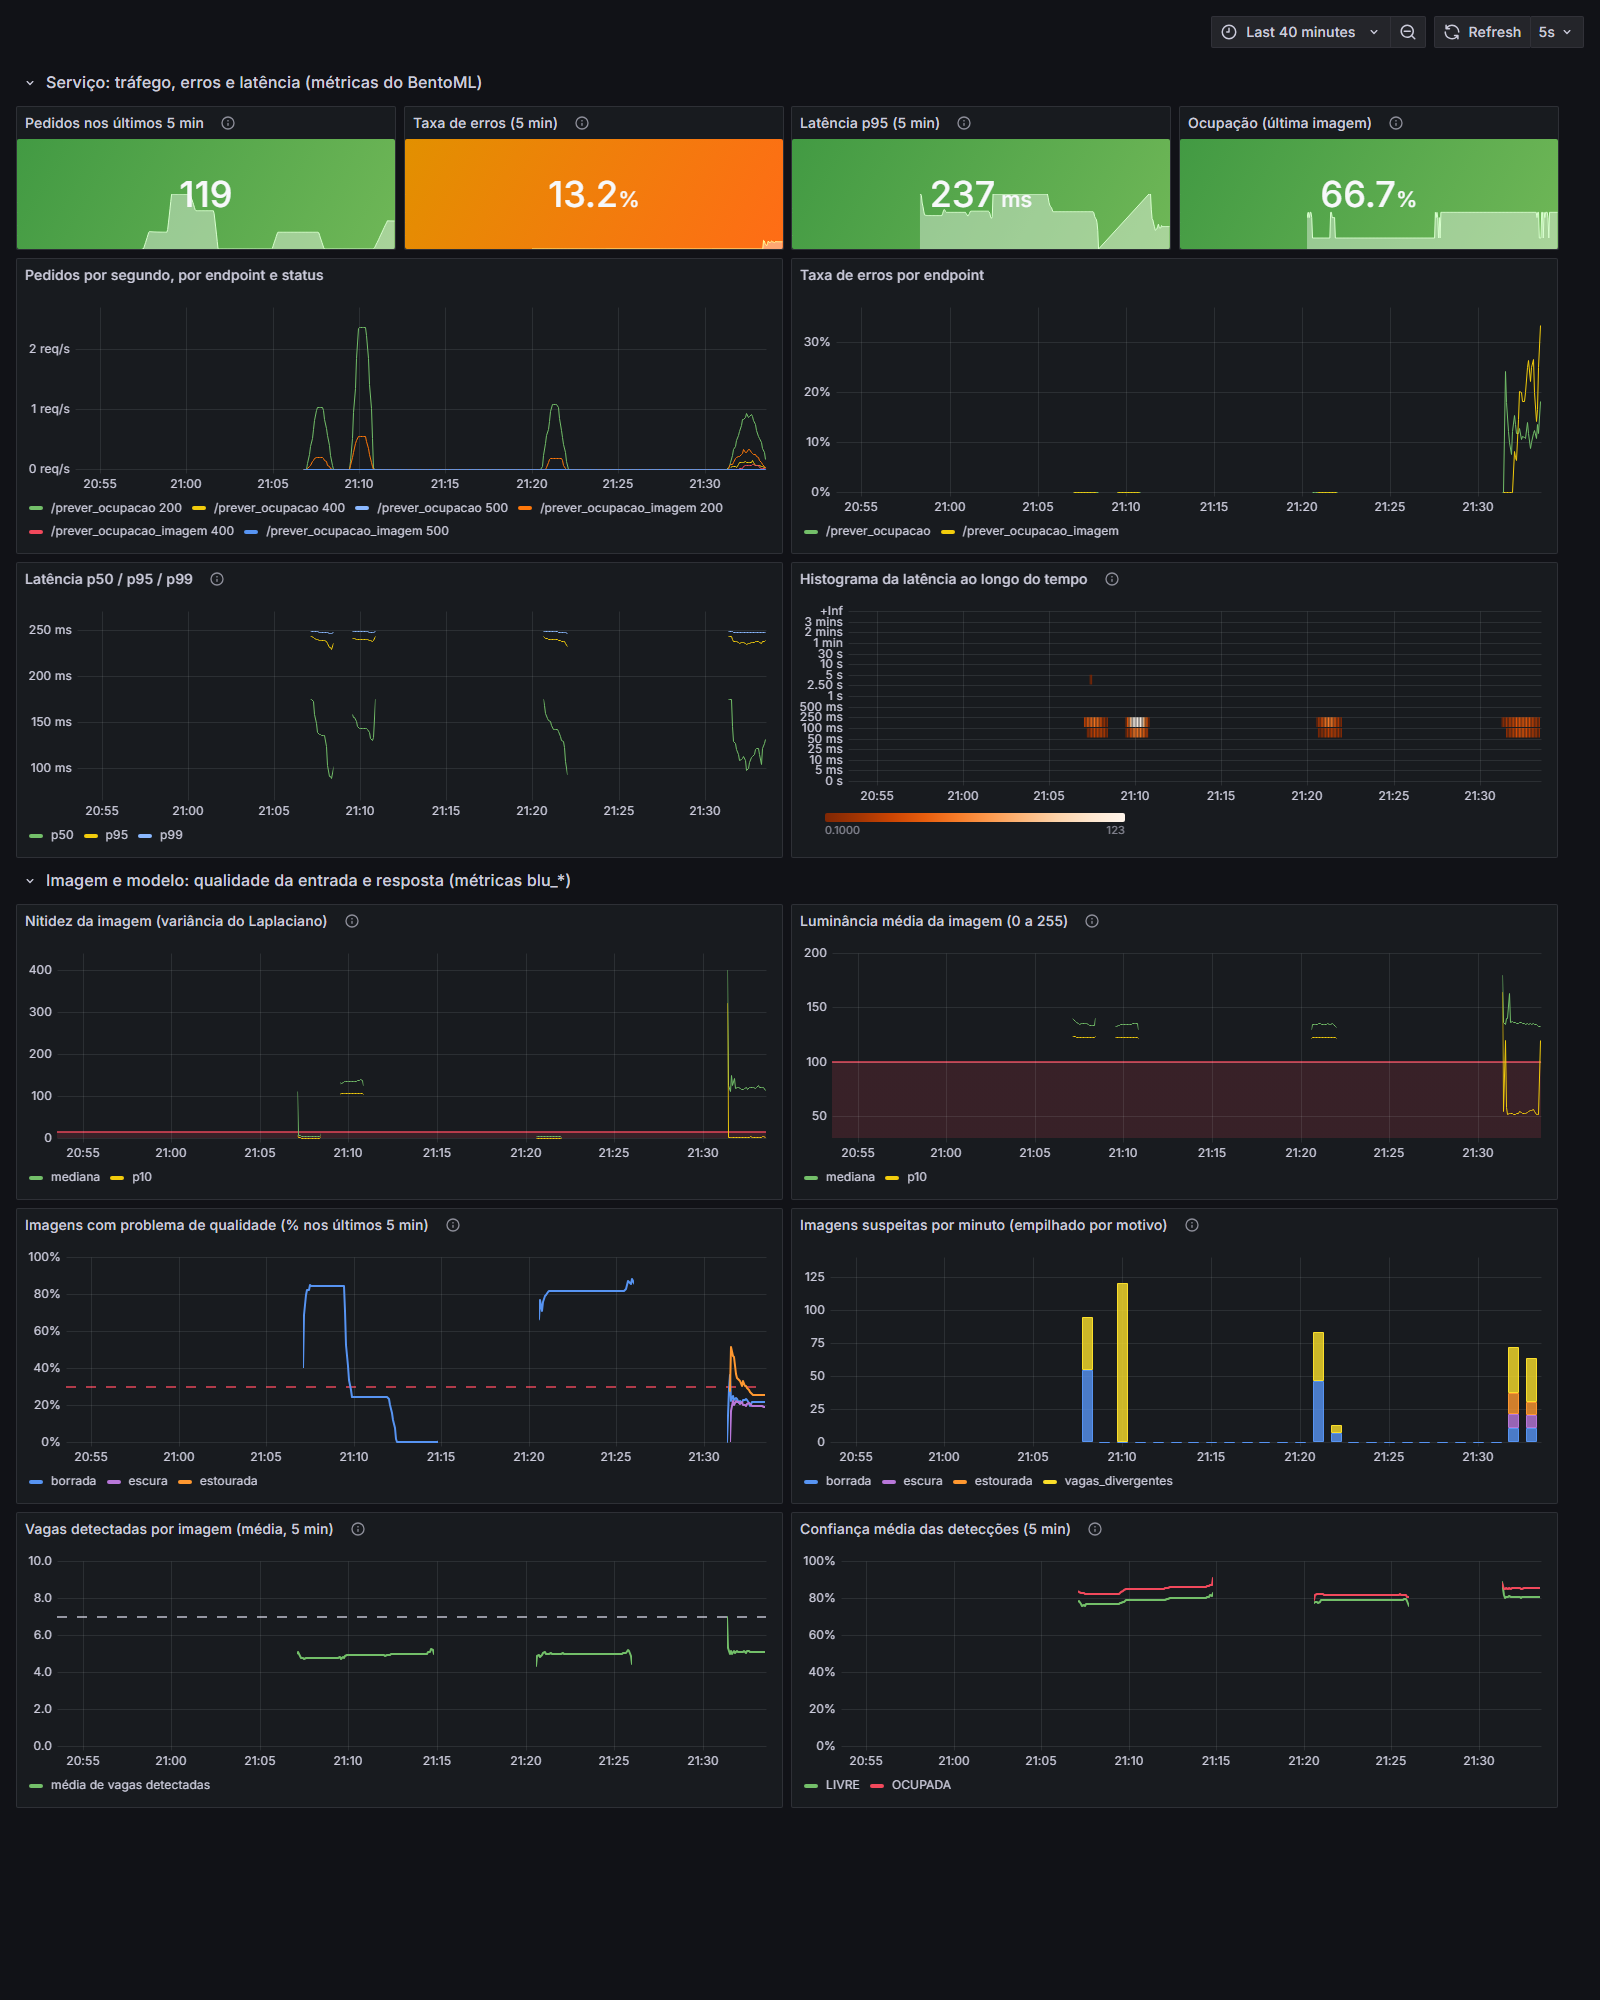 Last 40 minutes
Refresh
5s
Serviço: tráfego, erros e latência (métricas do BentoML)
Pedidos nos últimos 5 min
119
Taxa de erros (5 min)
13.2%
Latência p95 (5 min)
237 ms
Ocupação (última imagem)
66.7%
Pedidos por segundo, por endpoint e status
2 req/s
1 req/s
0 req/s
20:55 21:00 21:05 21:10 21:15 21:20 21:25 21:30
/prever_ocupacao 200 /prever_ocupacao 400 /prever_ocupacao 500 /prever_ocupacao_imagem 200
/prever_ocupacao_imagem 400 /prever_ocupacao_imagem 500
Taxa de erros por endpoint
30%
20%
10%
0%
20:55 21:00 21:05 21:10 21:15 21:20 21:25 21:30
/prever_ocupacao /prever_ocupacao_imagem
Latência p50 / p95 / p99
250 ms
200 ms
150 ms
100 ms
20:55 21:00 21:05 21:10 21:15 21:20 21:25 21:30
p50 p95 p99
Histograma da latência ao longo do tempo
+Inf
3 mins
2 mins
1 min
30 s
10 s
5 s
2.50 s
1 s
500 ms
250 ms
100 ms
50 ms
25 ms
10 ms
5 ms
0 s
20:55 21:00 21:05 21:10 21:15 21:20 21:25 21:30
0.1000 123
Imagem e modelo: qualidade da entrada e resposta (métricas blu_*)
Nitidez da imagem (variância do Laplaciano)
400
300
200
100
0
20:55 21:00 21:05 21:10 21:15 21:20 21:25 21:30
mediana p10
Luminância média da imagem (0 a 255)
200
150
100
50
20:55 21:00 21:05 21:10 21:15 21:20 21:25 21:30
mediana p10
Imagens com problema de qualidade (% nos últimos 5 min)
100%
80%
60%
40%
20%
0%
20:55 21:00 21:05 21:10 21:15 21:20 21:25 21:30
borrada escura estourada
Imagens suspeitas por minuto (empilhado por motivo)
125
100
75
50
25
0
20:55 21:00 21:05 21:10 21:15 21:20 21:25 21:30
borrada escura estourada vagas_divergentes
Vagas detectadas por imagem (média, 5 min)
10.0
8.0
6.0
4.0
2.0
0.0
20:55 21:00 21:05 21:10 21:15 21:20 21:25 21:30
média de vagas detectadas
Confiança média das detecções (5 min)
100%
80%
60%
40%
20%
0%
20:55 21:00 21:05 21:10 21:15 21:20 21:25 21:30
LIVRE OCUPADA